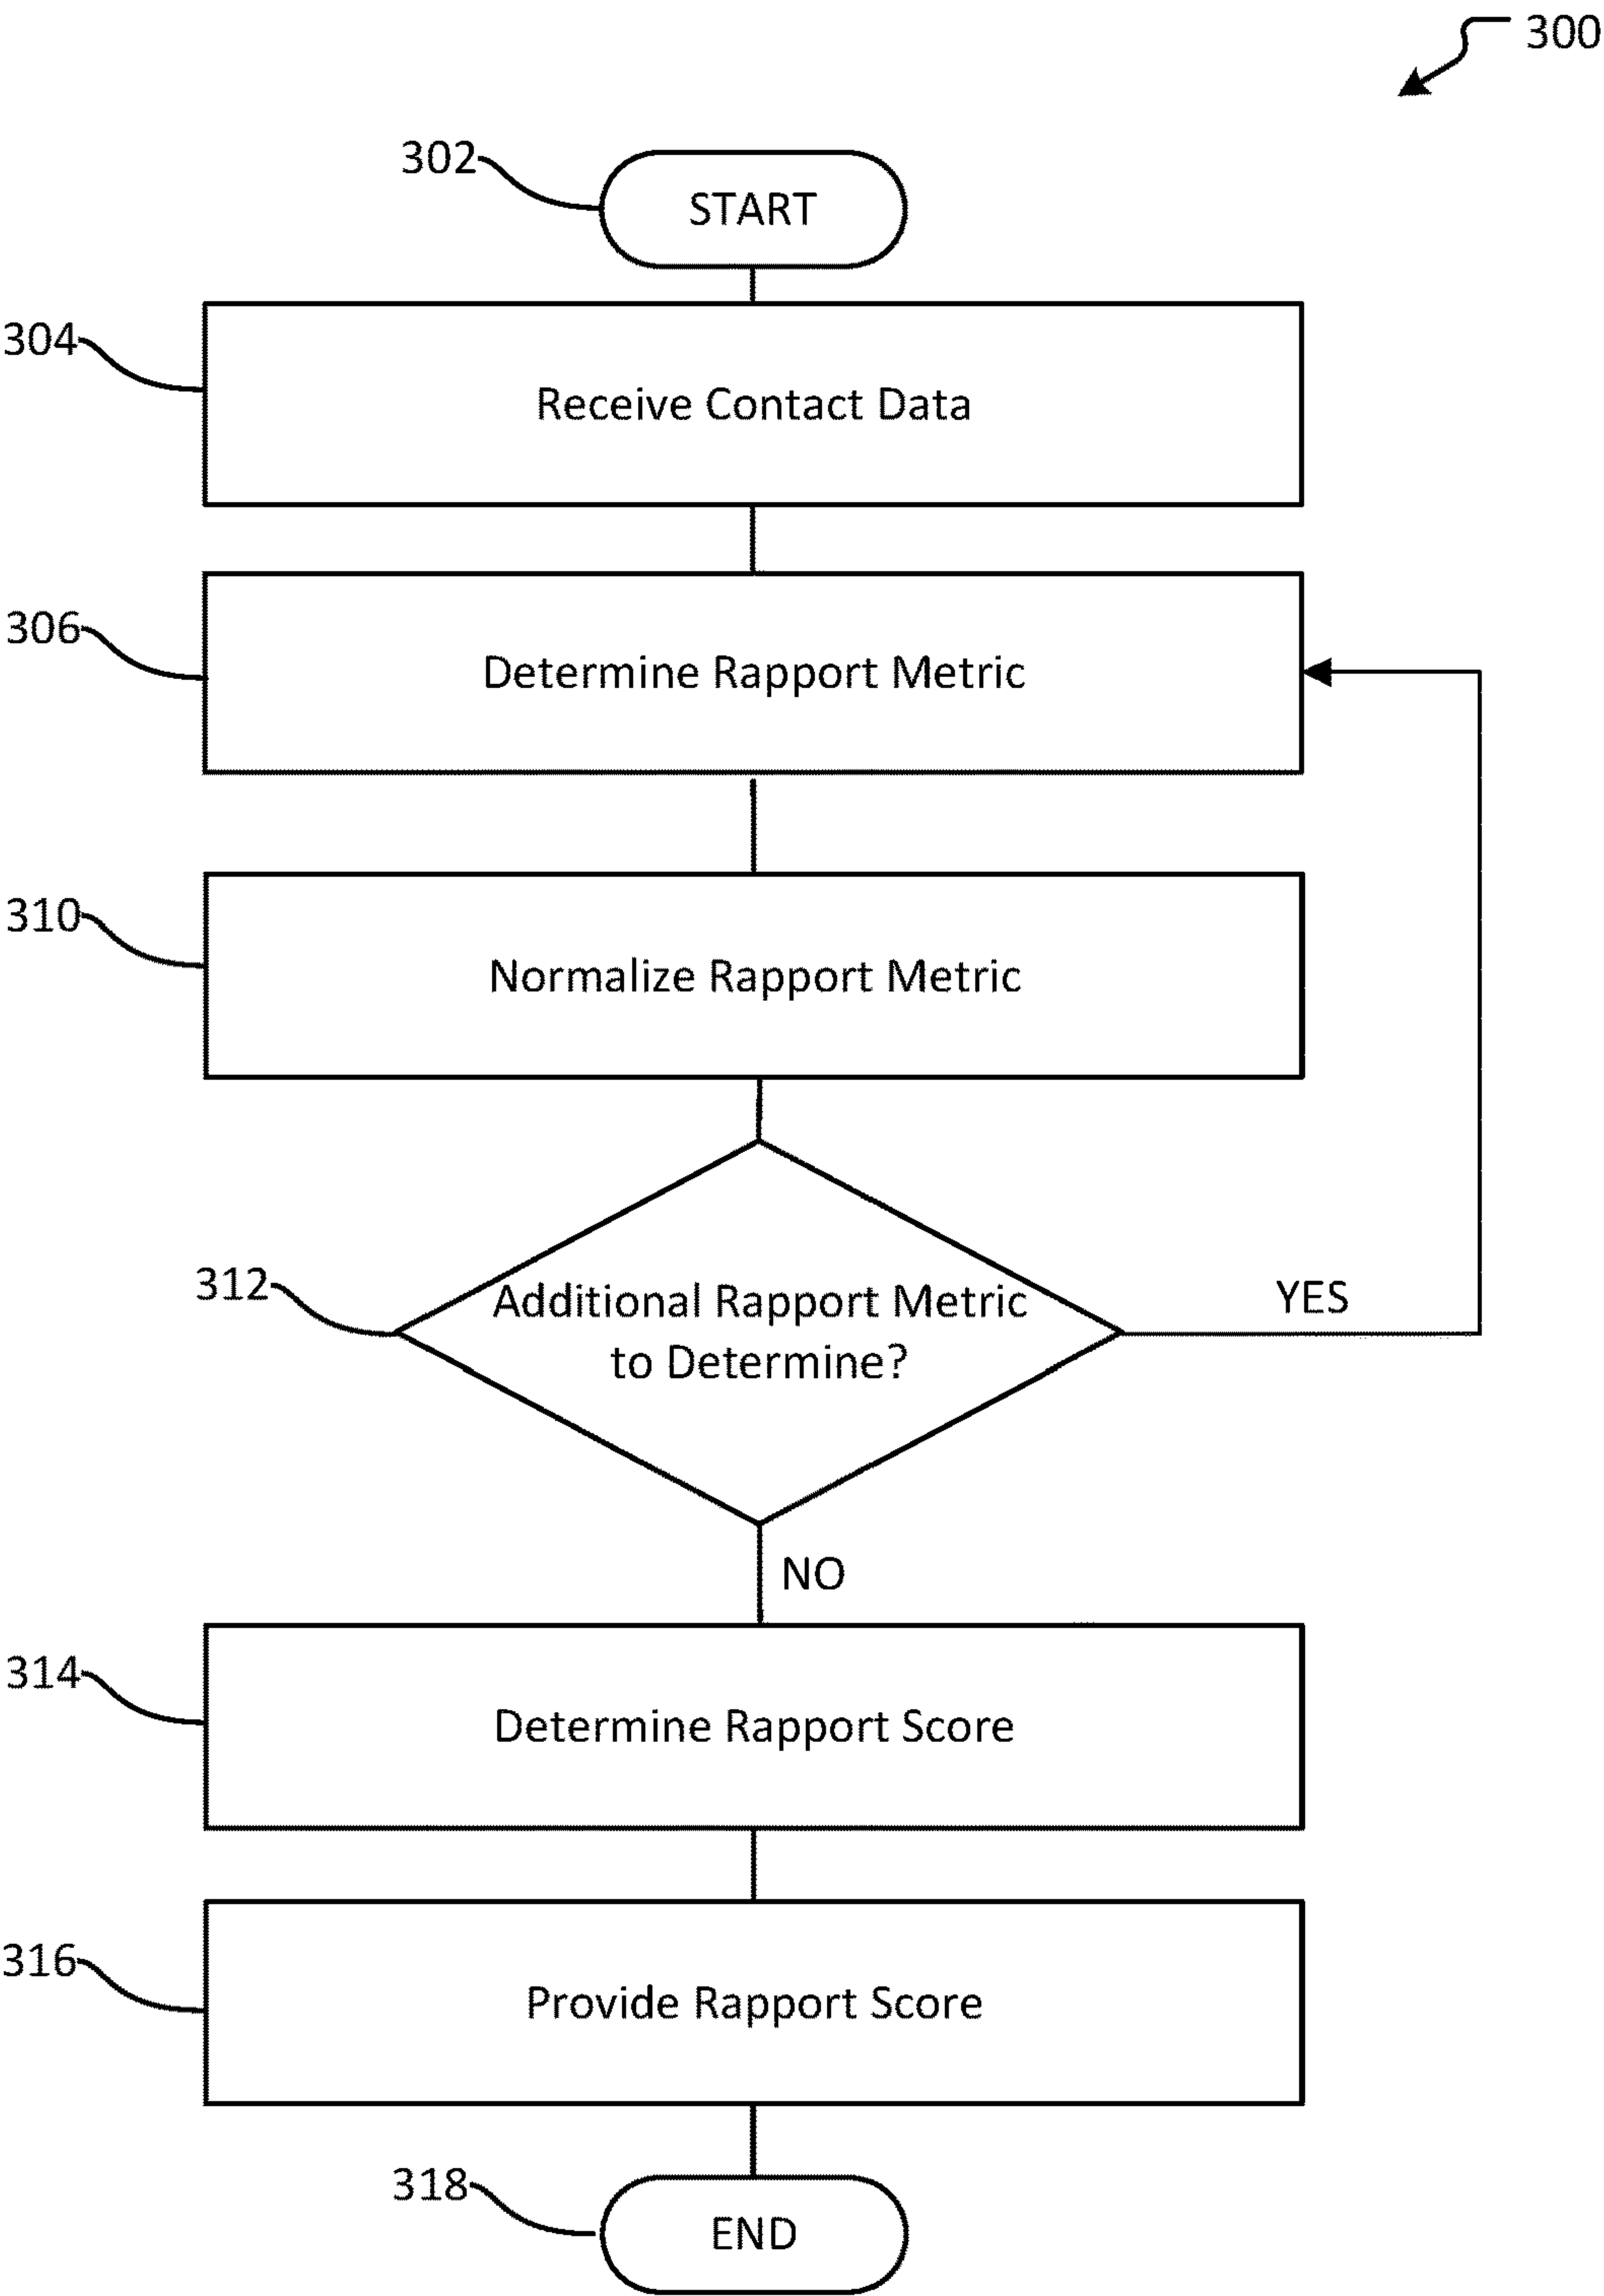 300
302
START
304
Receive Contact Data
306
Determine Rapport Metric
310
Normalize Rapport Metric
312
Additional Rapport Metric
to Determine?
YES
NO
314
Determine Rapport Score
316
Provide Rapport Score
318
END